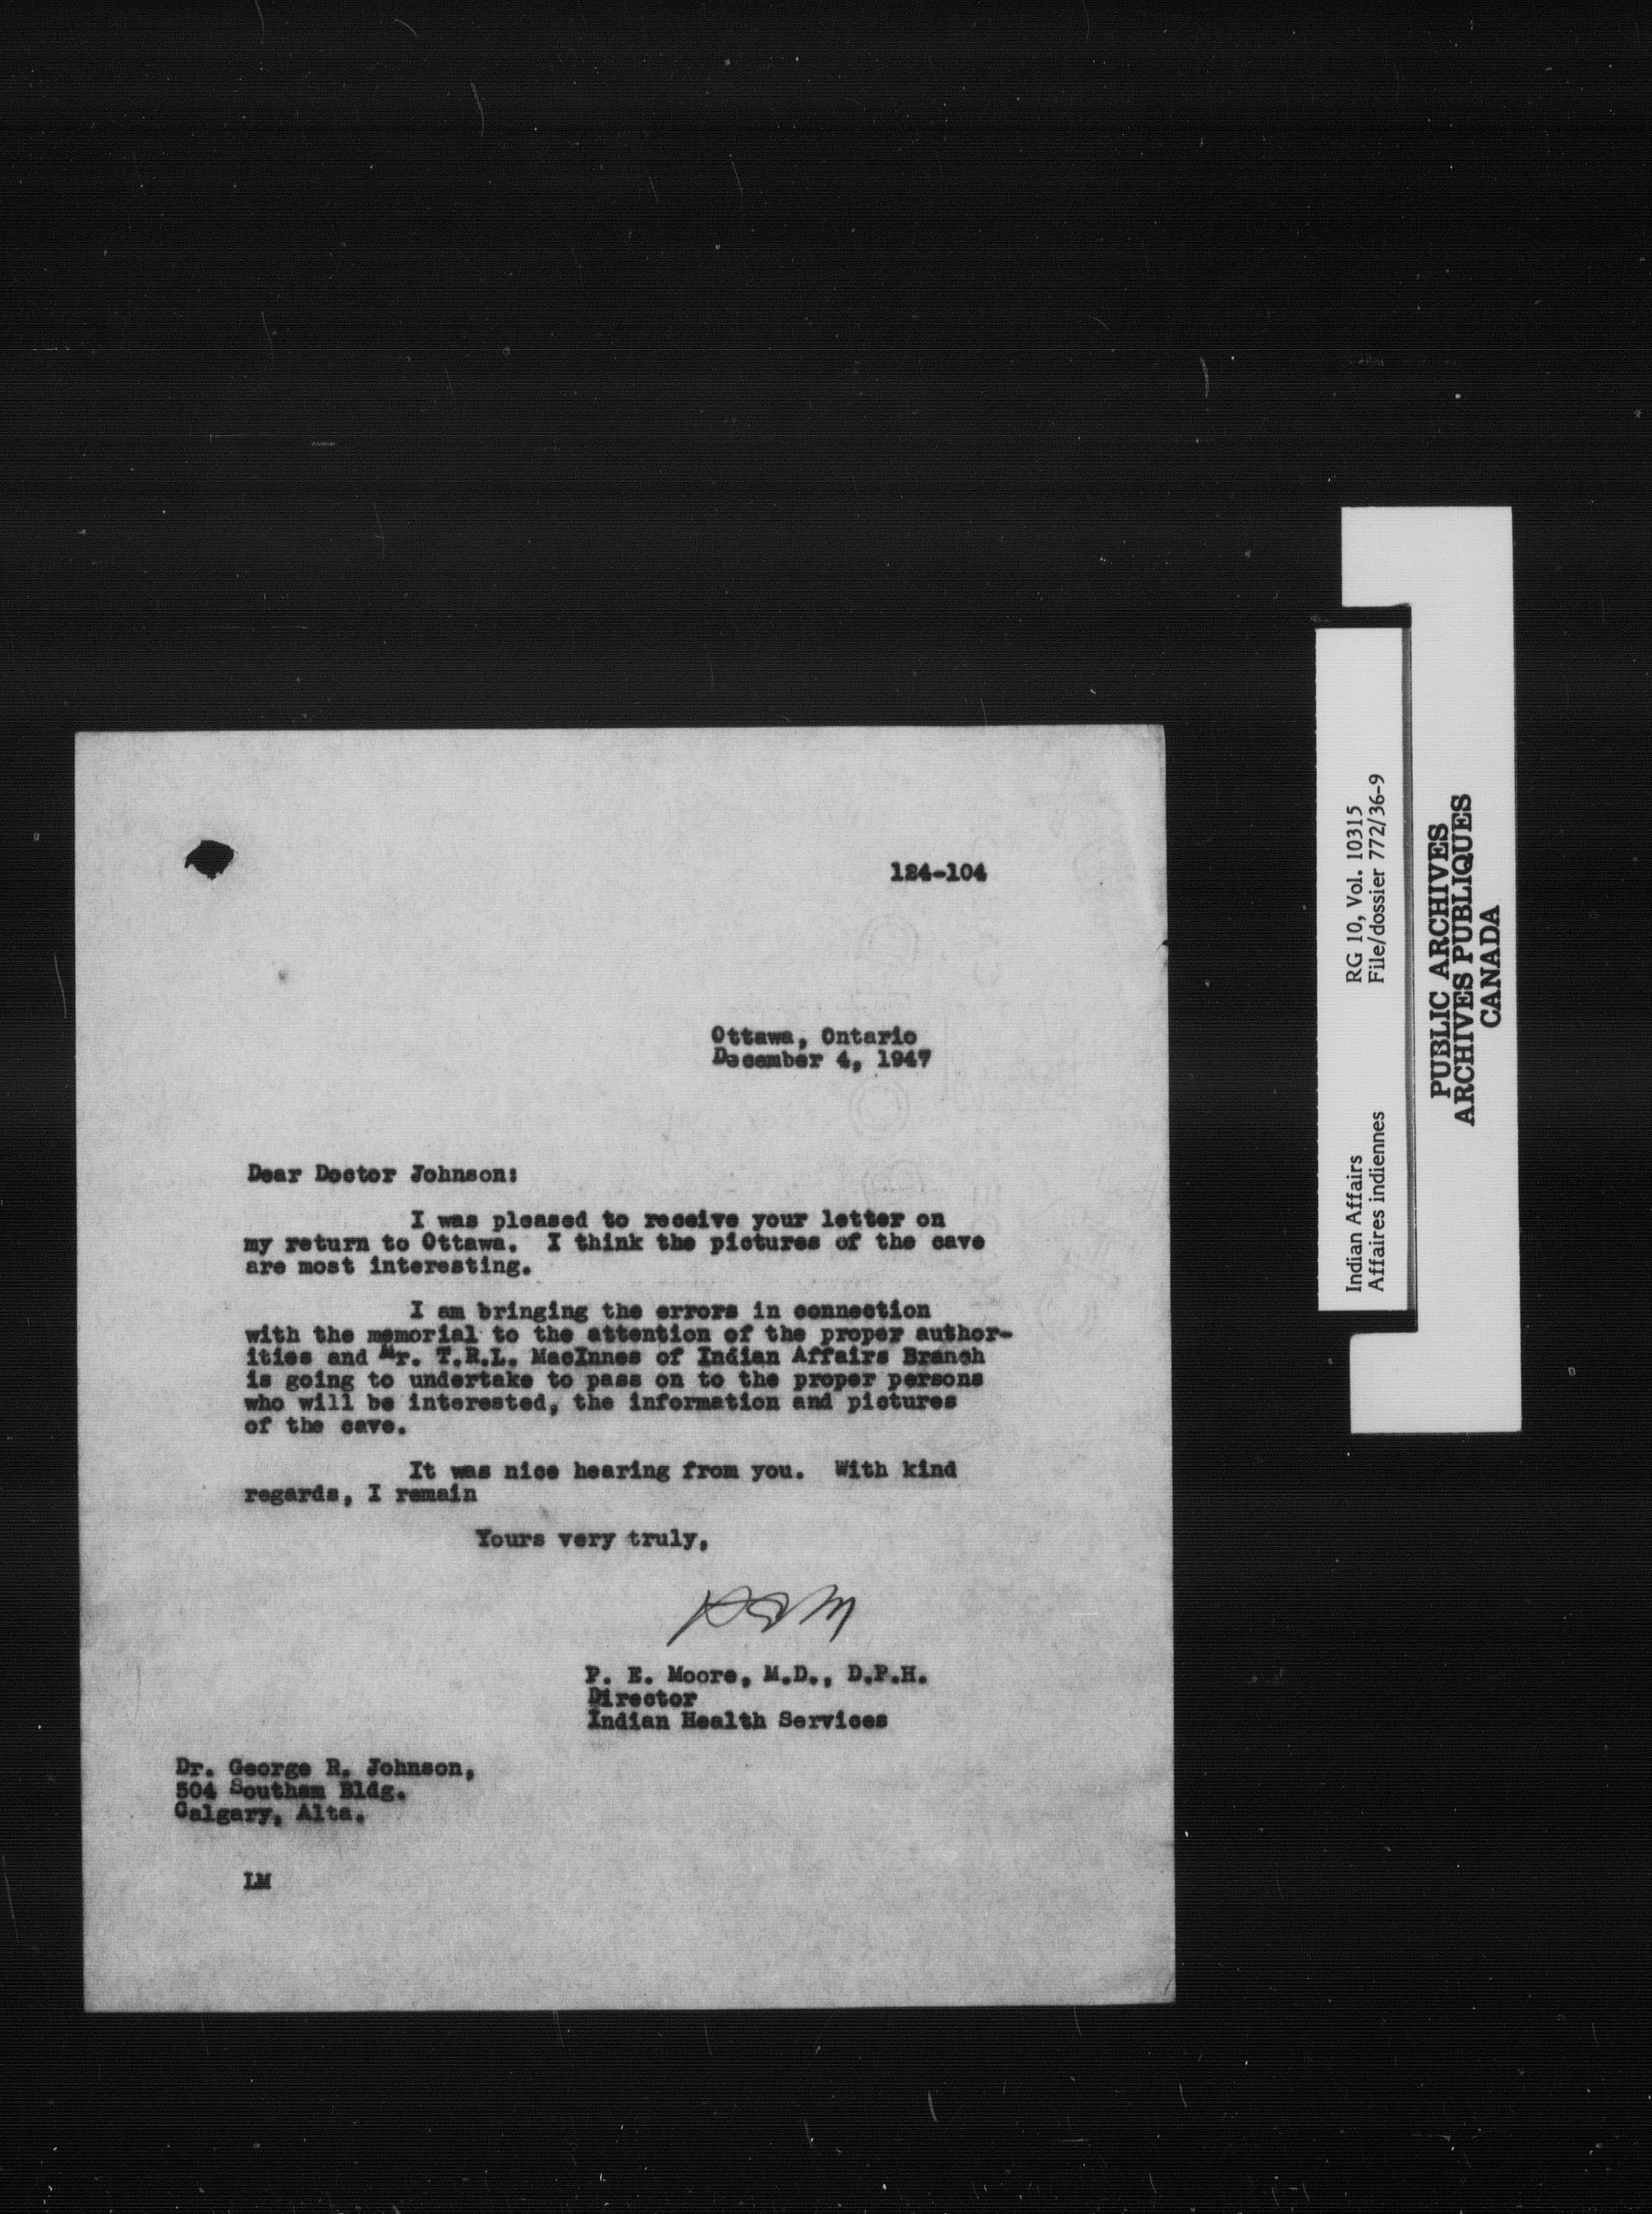 124-104
Ottawa, Ontario
December 4, 1947
Dear Doctor Johnson:
I was pleased to receive your letter on
my return to Ottawa.  I think the pictures of the cave
are most interesting.
I am bringing the errors in connection
with the memorial to the attention of the proper author-
ities and Mr. T.R.L. MacInnes of Indian Affairs Branch
is going to undertake to pass on to the proper persons
who will be interested, the information and pictures
of the cave.
It was nice hearing from you.  With kind
regards, I remain
Yours very truly,
PEM
P. E. Moore, M.D., D.P.H.
Director
Indian Health Services
Dr. George R. Johnson,
504 Southam Bldg.
Calgary, Alta.
LM
Indian Affairs RG 10, Vol. 10315
Affaires indiennes File/dossier 772/36-9
PUBLIC ARCHIVES
ARCHIVES PUBLIQUES
CANADA